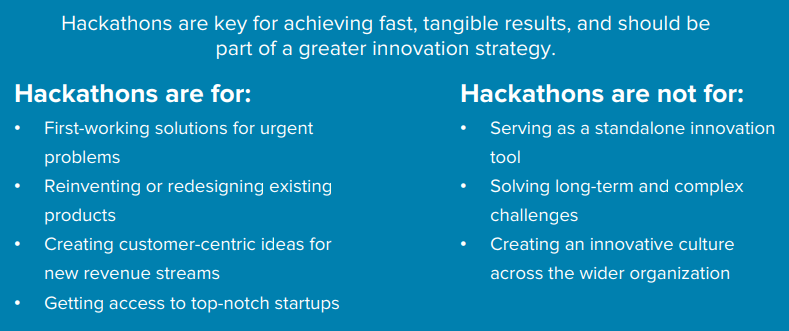 Hackathons are key for achieving fast, tangible results, and should be
part of a greater innovation strategy.
Hackathons are for:
• First-working solutions for urgent
problems
• Reinventing or redesigning existing
products
• Creating customer-centric ideas for
new revenue streams
• Getting access to top-notch startups
Hackathons are not for:
• Serving as a standalone innovation
tool
• Solving long-term and complex
challenges
• Creating an innovative culture
across the wider organization